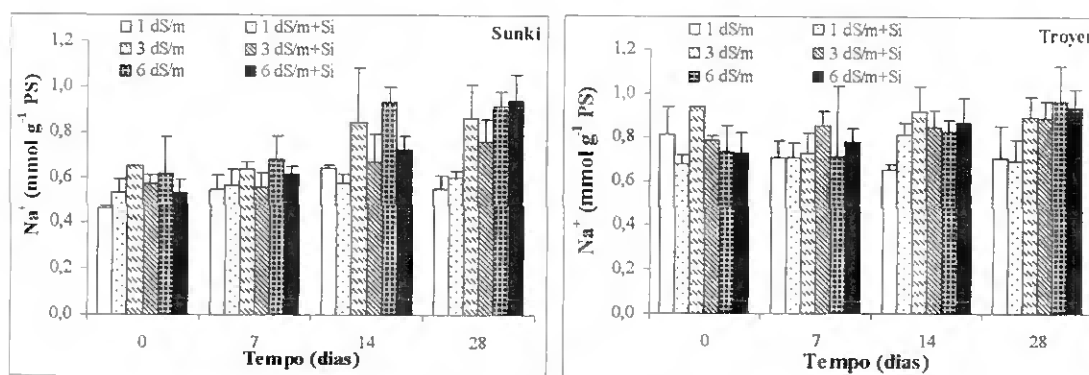 1,2
1,0
0,8
0,6
0,4
0,2
0,0
Na⁺ (mmol g⁻¹ PS)
1 dS/m
1 dS/m+Si
3 dS/m
3 dS/m+Si
6 dS/m
6 dS/m+Si
Sunki
0 7 14 28
Tempo (dias)
1,2
1,0
0,8
0,6
0,4
0,2
0,0
Na⁺ (mmol g⁻¹ PS)
1 dS/m
1 dS/m+Si
3 dS/m
3 dS/m+Si
6 dS/m
6 dS/m+Si
Troyer
0 7 14 28
Tempo (dias)